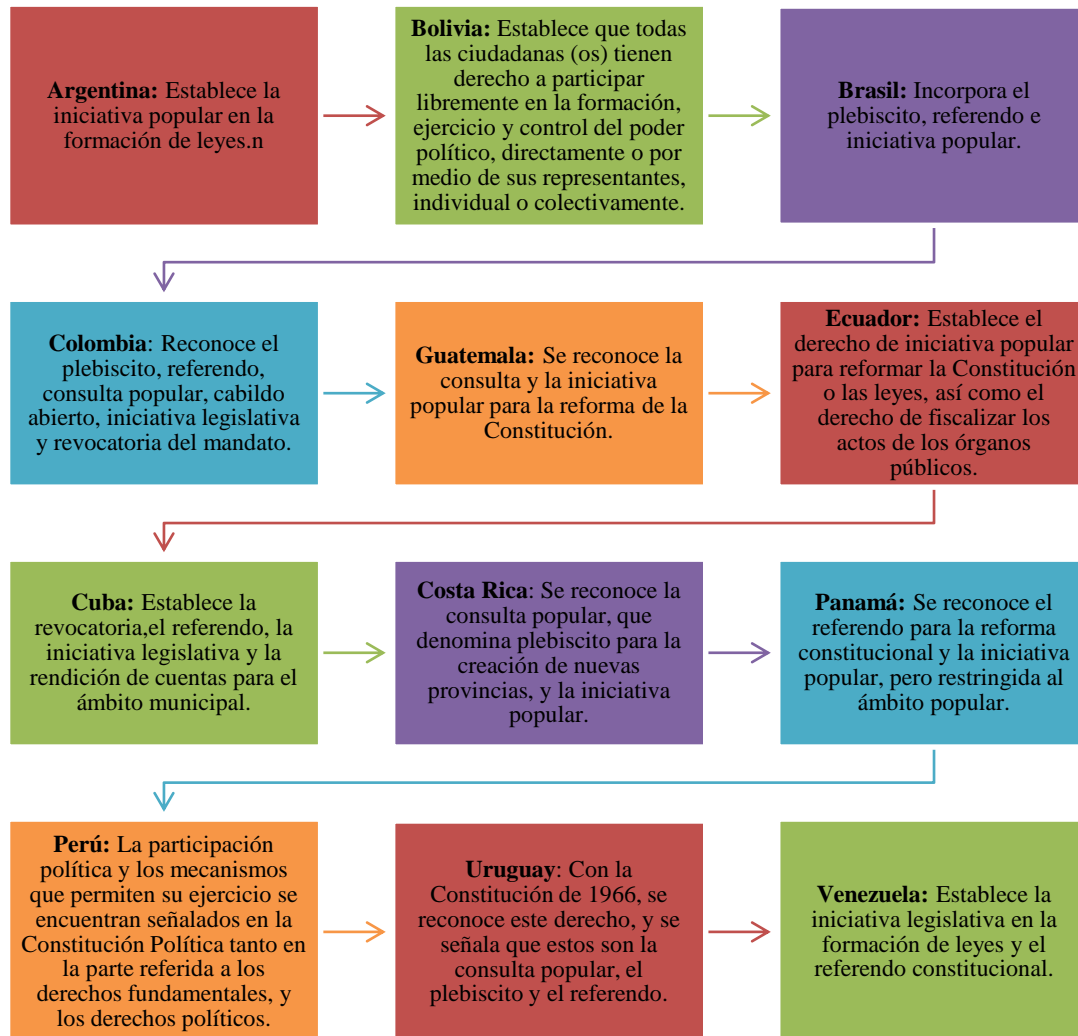 Argentina: Establece la
iniciativa popular en la
formación de leyes.n
Bolivia: Establece que todas
las ciudadanas (os) tienen
derecho a participar
libremente en la formación,
ejercicio y control del poder
político, directamente o por
medio de sus representantes,
individual o colectivamente.
Brasil: Incorpora el
plebiscito, referendo e
iniciativa popular.
Colombia: Reconoce el
plebiscito, referendo,
consulta popular, cabildo
abierto, iniciativa legislativa
y revocatoria del mandato.
Guatemala: Se reconoce la
consulta y la iniciativa
popular para la reforma de la
Constitución.
Ecuador: Establece el
derecho de iniciativa popular
para reformar la Constitución
o las leyes, así como el
derecho de fiscalizar los
actos de los órganos
públicos.
Cuba: Establece la
revocatoria,el referendo, la
iniciativa legislativa y la
rendición de cuentas para el
ámbito municipal.
Costa Rica: Se reconoce la
consulta popular, que
denomina plebiscito para la
creación de nuevas
provincias, y la iniciativa
popular.
Panamá: Se reconoce el
referendo para la reforma
constitucional y la iniciativa
popular, pero restringida al
ámbito popular.
Perú: La participación
política y los mecanismos
que permiten su ejercicio se
encuentran señalados en la
Constitución Política tanto en
la parte referida a los
derechos fundamentales, y
los derechos políticos.
Uruguay: Con la
Constitución de 1966, se
reconoce este derecho, y se
señala que estos son la
consulta popular, el
plebiscito y el referendo.
Venezuela: Establece la
iniciativa legislativa en la
formación de leyes y el
referendo constitucional.